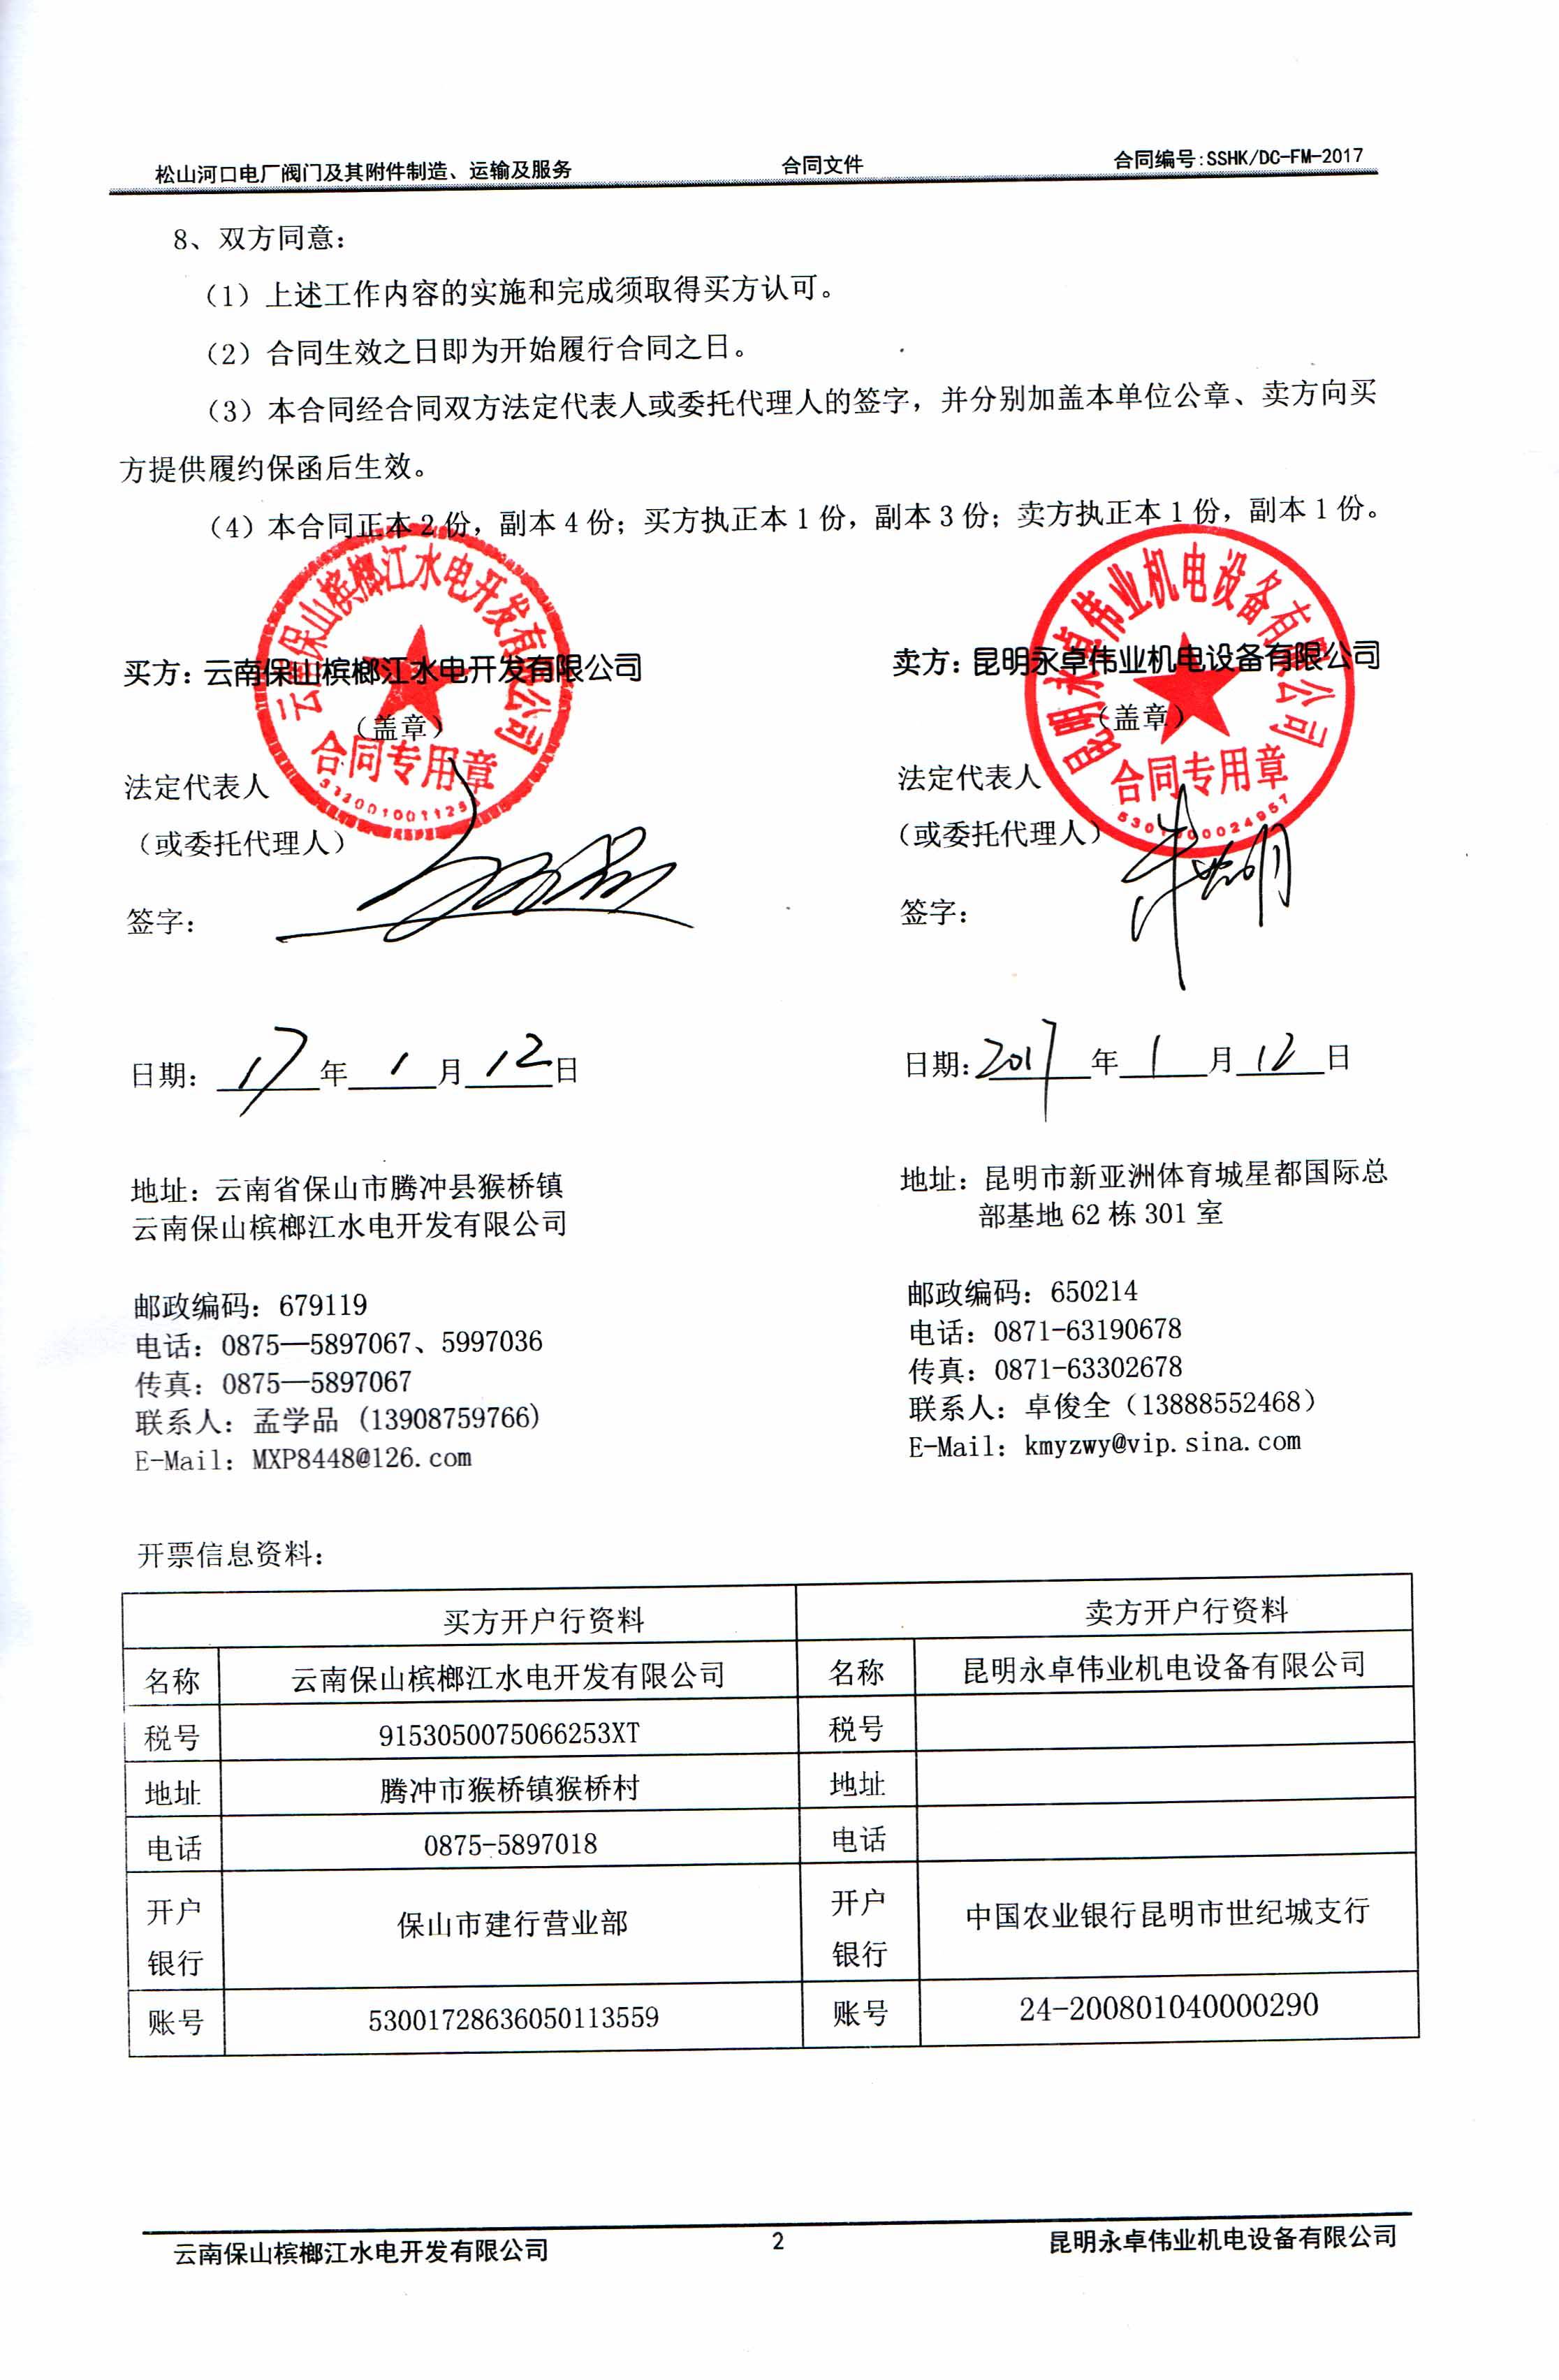 松山河口电厂阀门及其附件制造、运输及服务 合同文件 合同编号:SSHK/DC-FM-2017
8、双方同意：
（1）上述工作内容的实施和完成须取得买方认可。
（2）合同生效之日即为开始履行合同之日。
（3）本合同经合同双方法定代表人或委托代理人的签字，并分别加盖本单位公章、卖方向买
方提供履约保函后生效。
（4）本合同正本 2 份，副本 4 份；买方执正本 1 份，副本 3 份；卖方执正本 1 份，副本 1 份。
云南保山槟榔江水电开发有限公司
合同专用章
昆明永卓伟业机电设备有限公司
合同专用章
5301000024957
买方：云南保山槟榔江水电开发有限公司 卖方：昆明永卓伟业机电设备有限公司
（盖章） （盖章）
法定代表人 法定代表人
（或委托代理人） （或委托代理人）
签字： 签字：
日期： 17 年 1 月 12 日 日期: 2017 年 1 月 12 日
地址：云南省保山市腾冲县猴桥镇
云南保山槟榔江水电开发有限公司
邮政编码：679119
电话：0875—5897067、5997036
传真：0875—5897067
联系人：孟学品 (13908759766)
E-Mail：MXP8448@126.com
地址：昆明市新亚洲体育城星都国际总
部基地 62 栋 301 室
邮政编码：650214
电话：0871-63190678
传真：0871-63302678
联系人：卓俊全（13888552468）
E-Mail：kmyzwy@vip.sina.com
开票信息资料：
买方开户行资料 卖方开户行资料
名称 云南保山槟榔江水电开发有限公司 名称 昆明永卓伟业机电设备有限公司
税号 9153050075066253XT 税号
地址 腾冲市猴桥镇猴桥村 地址
电话 0875-5897018 电话
开户银行 保山市建行营业部 开户银行 中国农业银行昆明市世纪城支行
账号 53001728636050113559 账号 24-200801040000290
云南保山槟榔江水电开发有限公司 2 昆明永卓伟业机电设备有限公司